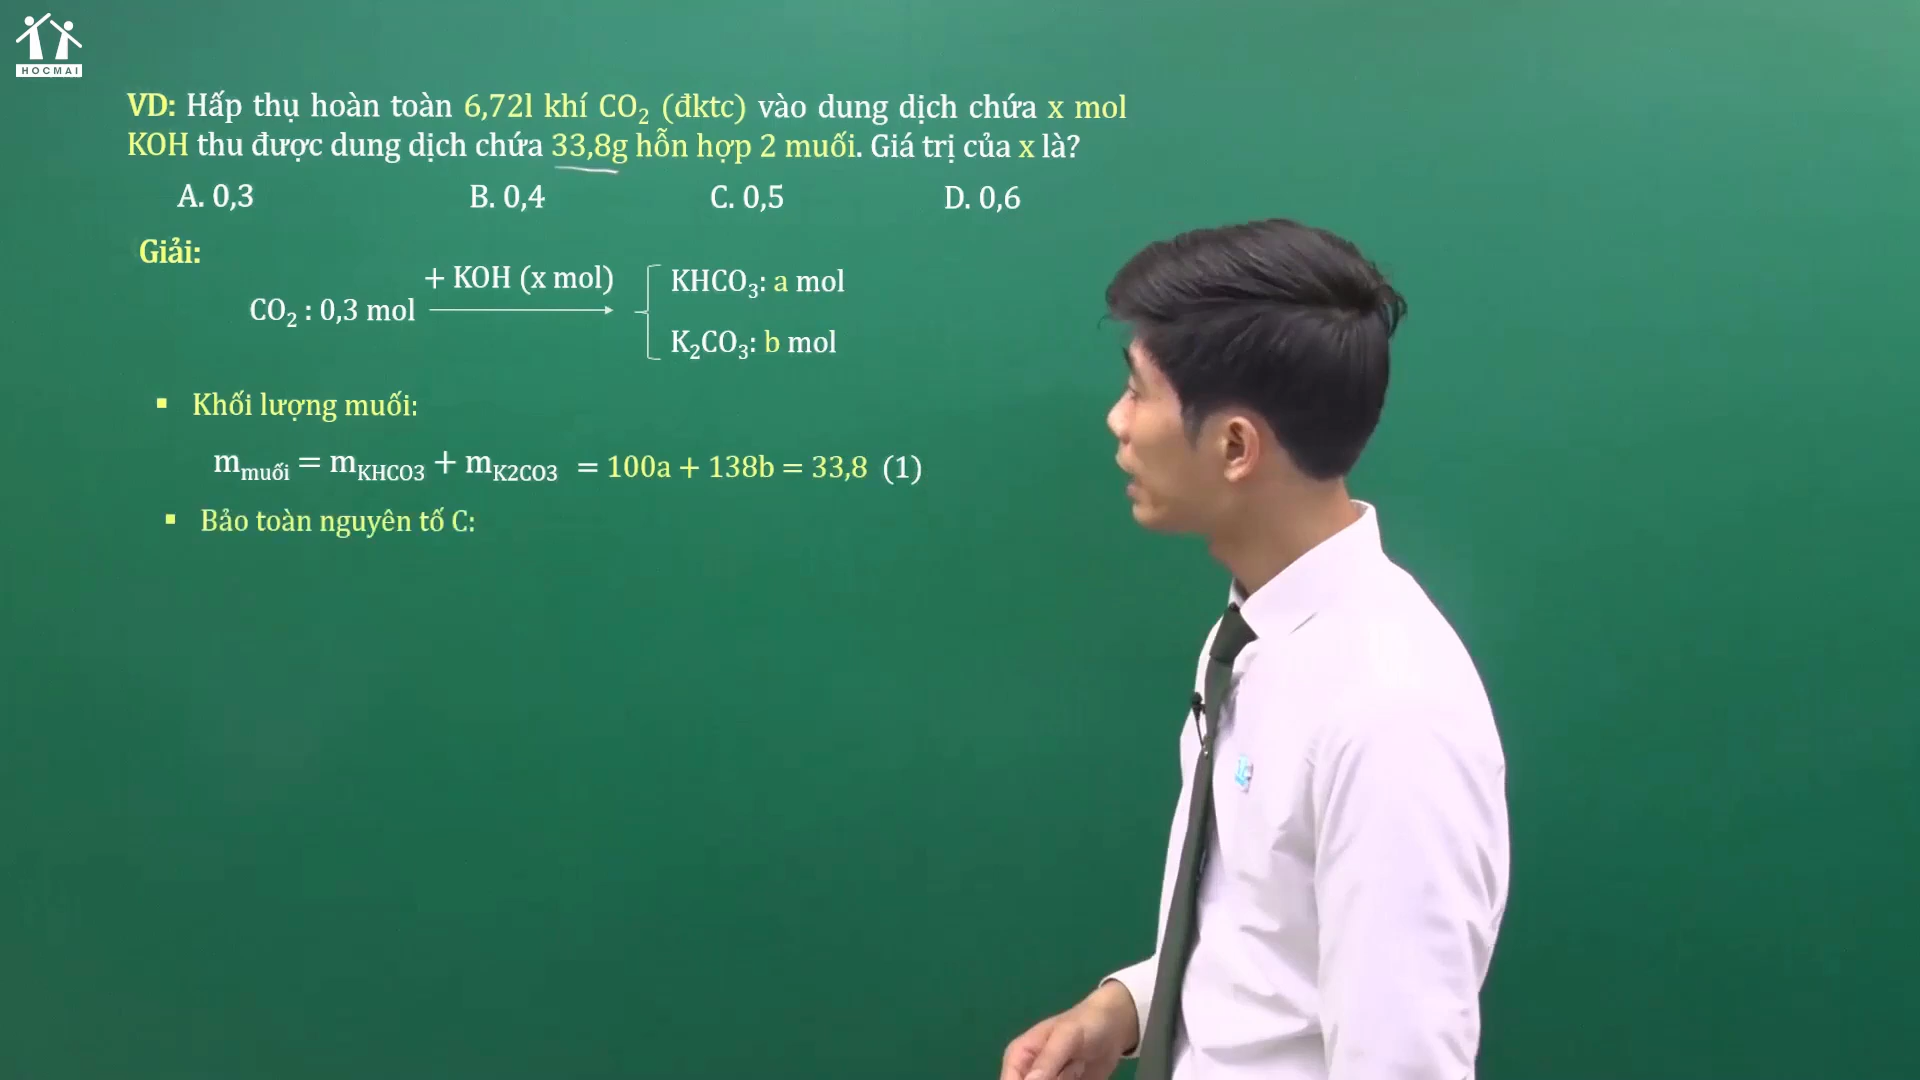 HOCMAI
VD: Hấp thụ hoàn toàn 6,72l khí CO₂ (đktc) vào dung dịch chứa x mol
KOH thu được dung dịch chứa 33,8g hỗn hợp 2 muối. Giá trị của x là?
A. 0,3 B. 0,4 C. 0,5 D. 0,6
Giải:
+ KOH (x mol)
CO₂ : 0,3 mol
KHCO₃: a mol
K₂CO₃: b mol
▪ Khối lượng muối:
mmuối = mKHCO3 + mK2CO3 = 100a + 138b = 33,8 (1)
▪ Bảo toàn nguyên tố C: